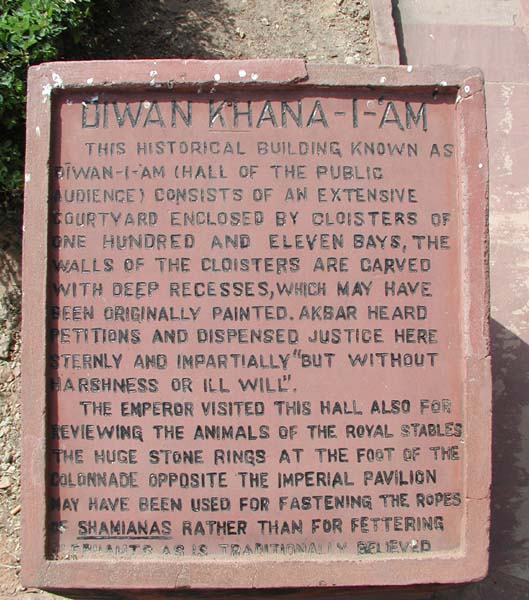 DIWAN KHANA-I-'AM
THIS HISTORICAL BUILDING KNOWN AS
DĪWAN-I-'AM (HALL OF THE PUBLIC
AUDIENCE) CONSISTS OF AN EXTENSIVE
COURTYARD ENCLOSED BY CLOISTERS OF
ONE HUNDRED AND ELEVEN BAYS, THE
WALLS OF THE CLOISTERS ARE CARVED
WITH DEEP RECESSES, WHICH MAY HAVE
BEEN ORIGINALLY PAINTED. AKBAR HEARD
PETITIONS AND DISPENSED JUSTICE HERE
STERNLY AND IMPARTIALLY "BUT WITHOUT
HARSHNESS OR ILL WILL".
THE EMPEROR VISITED THIS HALL ALSO FOR
REVIEWING THE ANIMALS OF THE ROYAL STABLES
THE HUGE STONE RINGS AT THE FOOT OF THE
COLONNADE OPPOSITE THE IMPERIAL PAVILION
MAY HAVE BEEN USED FOR FASTENING THE ROPES
OF SHAMIANAS RATHER THAN FOR FETTERING
ELEPHANTS AS IS TRADITIONALLY BELIEVED